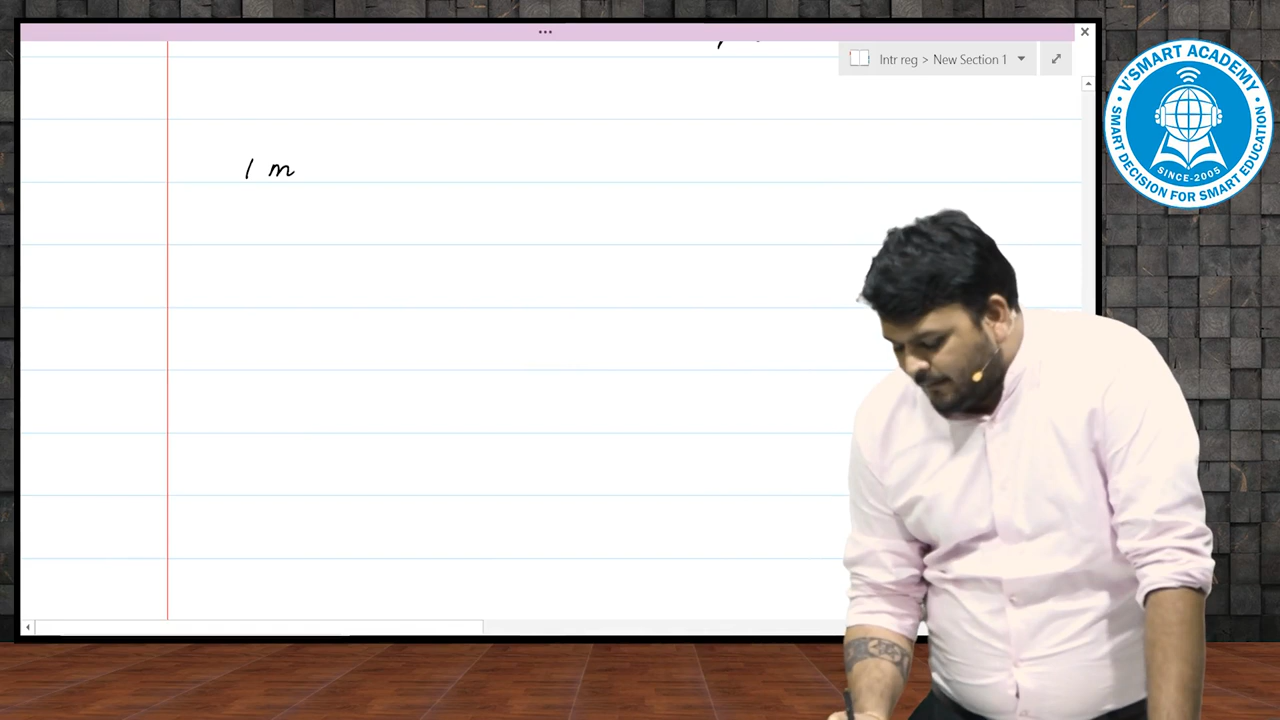 ...
Intr reg > New Section 1
1 m
V'SMART ACADEMY
SINCE-2005
• SMART DECISION FOR SMART EDUCATION •